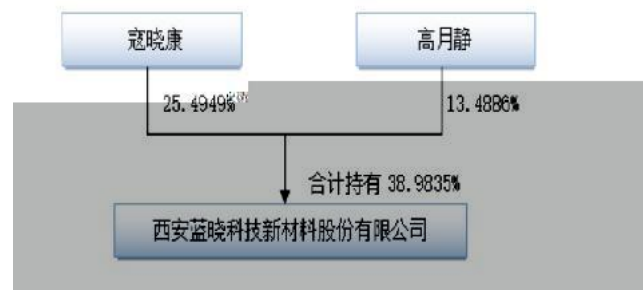 寇晓康
高月静
25.4949%
13.4886%
合计持有 38.9835%
西安蓝晓科技新材料股份有限公司